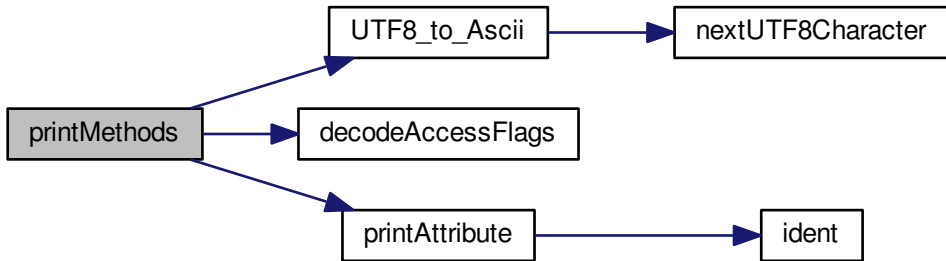 UTF8_to_Ascii
nextUTF8Character
printMethods
decodeAccessFlags
printAttribute
ident